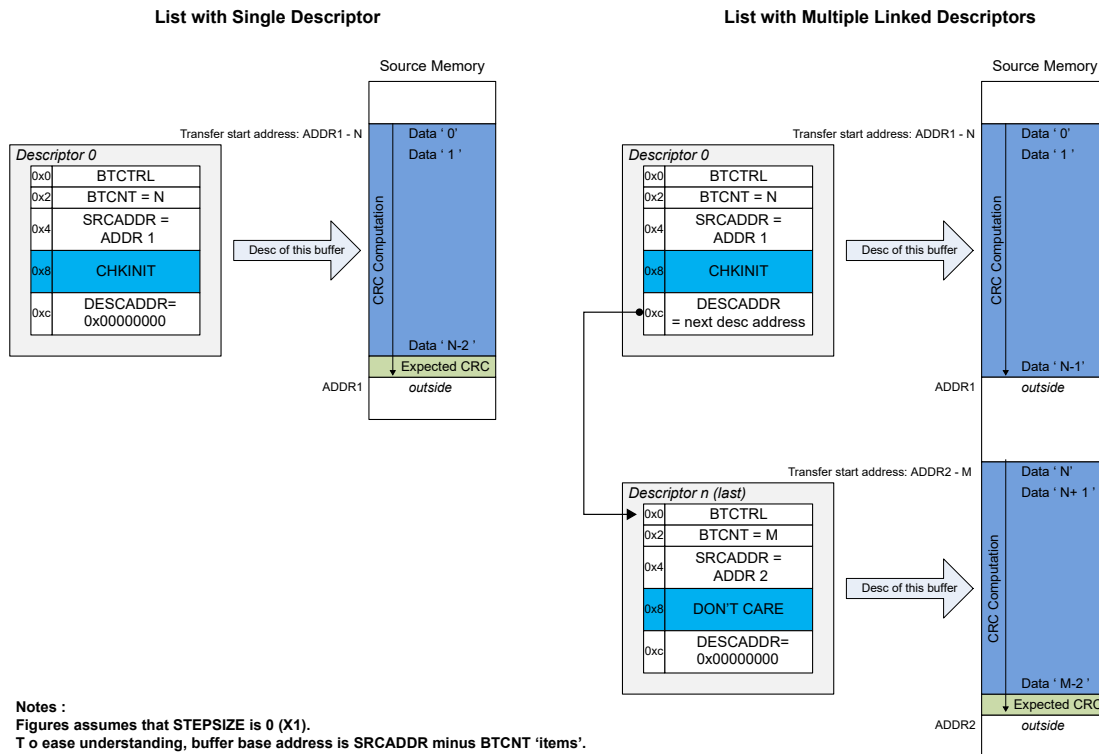 List with Single Descriptor
Source Memory
Transfer start address: ADDR1 - N
Data ‘ 0’
Data ‘ 1 ’
Descriptor 0
0x0 BTCTRL
0x2 BTCNT = N
0x4 SRCADDR =
ADDR 1
0x8 CHKINIT
0xc DESCADDR=
0x00000000
Desc of this buffer
CRC Computation
Data ‘ N-2 ’
Expected CRC
ADDR1
outside
List with Multiple Linked Descriptors
Source Memory
Transfer start address: ADDR1 - N
Data ‘ 0’
Data ‘ 1 ’
Descriptor 0
0x0 BTCTRL
0x2 BTCNT = N
0x4 SRCADDR =
ADDR 1
0x8 CHKINIT
0xc DESCADDR
= next desc address
Desc of this buffer
CRC Computation
Data ‘ N-1’
ADDR1
outside
Transfer start address: ADDR2 - M
Data ‘ N’
Data ‘ N+ 1 ’
Descriptor n (last)
0x0 BTCTRL
0x2 BTCNT = M
0x4 SRCADDR =
ADDR 2
0x8 DON’T CARE
0xc DESCADDR=
0x00000000
Desc of this buffer
CRC Computation
Data ‘ M-2 ’
Expected CRC
ADDR2
outside
Notes :
Figures assumes that STEPSIZE is 0 (X1).
T o ease understanding, buffer base address is SRCADDR minus BTCNT ‘items’.